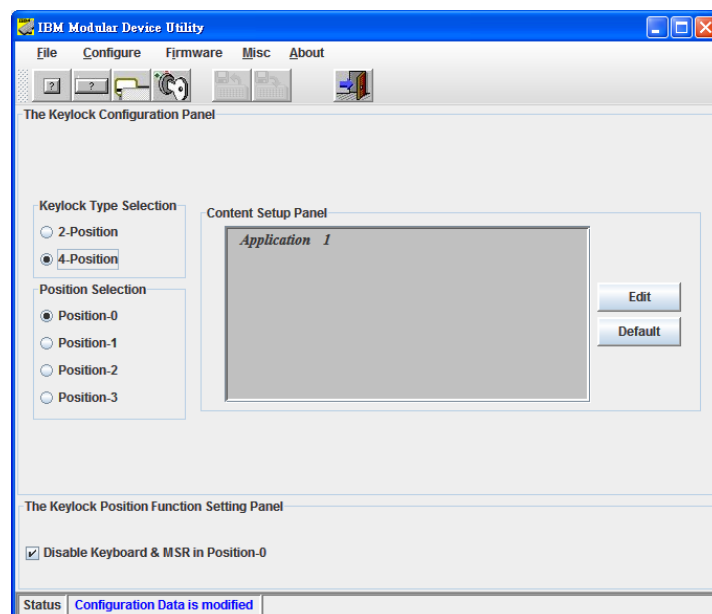 IBM Modular Device Utility
File Configure Firmware Misc About
? ?
The Keylock Configuration Panel
Keylock Type Selection
2-Position
4-Position
Position Selection
Position-0
Position-1
Position-2
Position-3
Content Setup Panel
Application 1
Edit
Default
The Keylock Position Function Setting Panel
Disable Keyboard & MSR in Position-0
Status Configuration Data is modified